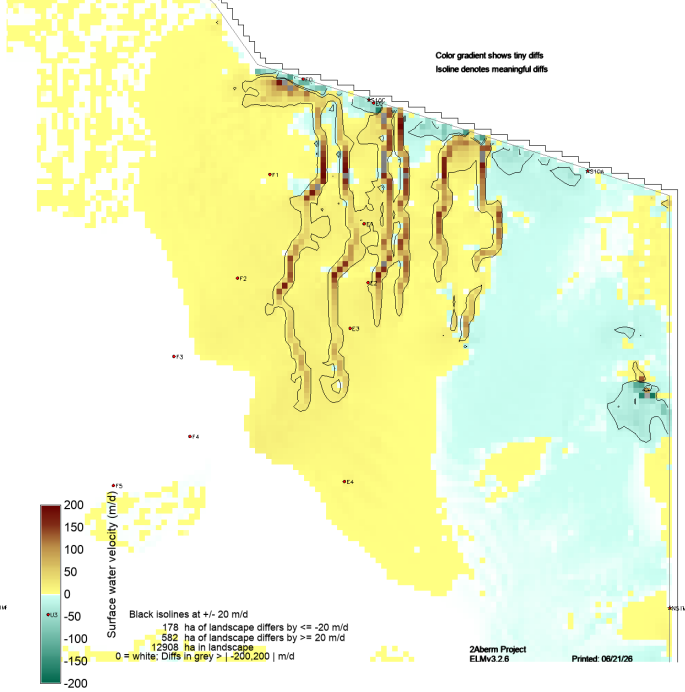 Color gradient shows tiny diffs
Isoline denotes meaningful diffs
S10A
F1
F2
E3
F3
F4
E4
F5
200
150
100
50
0
-50
-100
-150
-200
U3
Surface water velocity (m/d)
Black isolines at +/- 20 m/d
178 ha of landscape differs by <= -20 m/d
582 ha of landscape differs by >= 20 m/d
12908 ha in landscape
0 = white; Diffs in grey > | -200,200 | m/d
2Aberm Project
ELMv3.2.6
Printed: 06/21/26